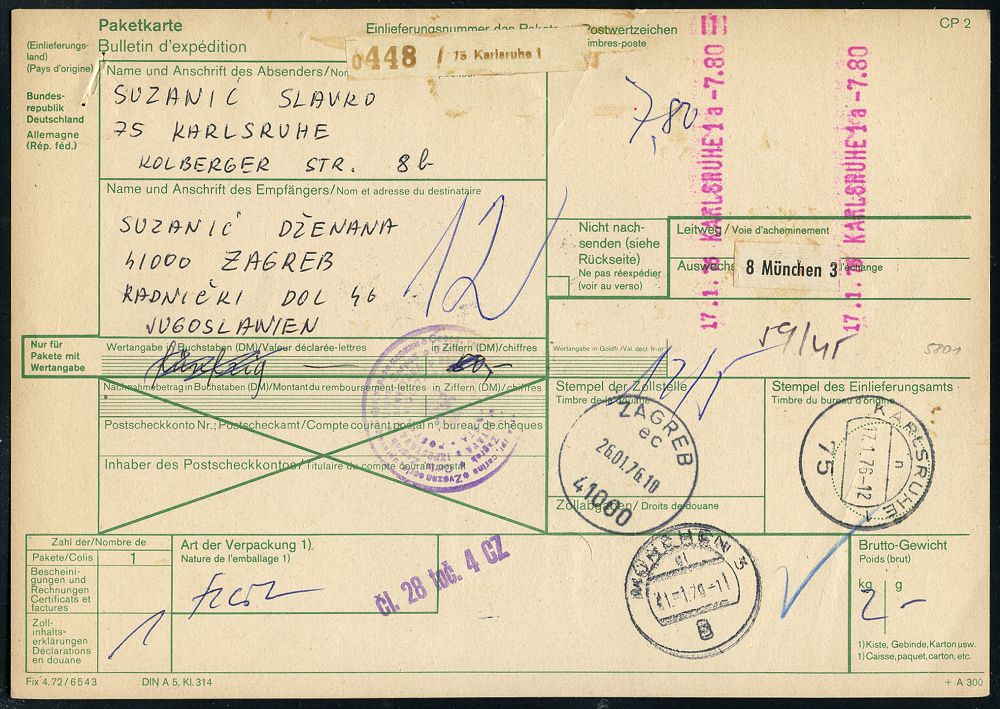 Paketkarte
Bulletin d'expédition
CP 2
(Einlieferungs-
land)
(Pays d'origine)
Bundes-
republik
Deutschland
Allemagne
(Rép. féd.)
Einlieferungsnummer des Pakets
448 / 75 Karlsruhe 1
Postwertzeichen
Timbres-poste
Name und Anschrift des Absenders/
SUZANIĆ SLAVKO
75 KARLSRUHE
KOLBERGER STR. 8b
7,80
17.1.76 KARLSRUHE 1 a -7.80
17.1.76 KARLSRUHE 1 a -7.80
Name und Anschrift des Empfängers/Nom et adresse du destinataire
SUZANIĆ DŽENANA
41000 ZAGREB
RADNIČKI DOL 46
JUGOSLAWIEN
12
Nicht nach-
senden (siehe
Rückseite)
Ne pas réexpédier
(voir au verso)
Leitweg/Voie d'acheminement
Auswechs
8 München 3
l'échange
Nur für
Pakete mit
Wertangabe
Wertangabe in Buchstaben (DM)/Valeur déclarée-lettres
in Ziffern (DM)/chiffres
Wertangabe in Goldfr./Val. décl. fr-or
5801
Nachnahmebetrag in Buchstaben (DM)/Montant du remboursement-lettres
in Ziffern (DM)/chiffres
Postscheckkonto Nr.:
Postscheckamt/Compte courant postal nº bureau de chèques
Inhaber des Postscheckkontos/Titulaire du compte courant postal
Stempel der Zollstelle
Timbre de la douane
ZAGREB
ec
26.01.76.10
41000
Zollabgaben/Droits de douane
Stempel des Einlieferungsamts
Timbre du bureau d'origine
KARLSRUHE 1
17.1.76-12
n
75
Zahl der/Nombre de
Pakete/Colis
1
Bescheini-
gungen und
Rechnungen
Certificats et
factures
Zoll-
inhalts-
erklärungen
Déclarations
en douane
1
Art der Verpackung 1)
Nature de l'emballage 1)
čl. 28 toč. 4 CZ
MÜNCHEN 3
8
Brutto-Gewicht
Poids (brut)
kg
g
2 -
1) Kiste, Gebinde, Karton usw.
1) Caisse, paquet, carton, etc.
Fix 4.72/6543
DIN A 5, Kl. 314
+ A 300